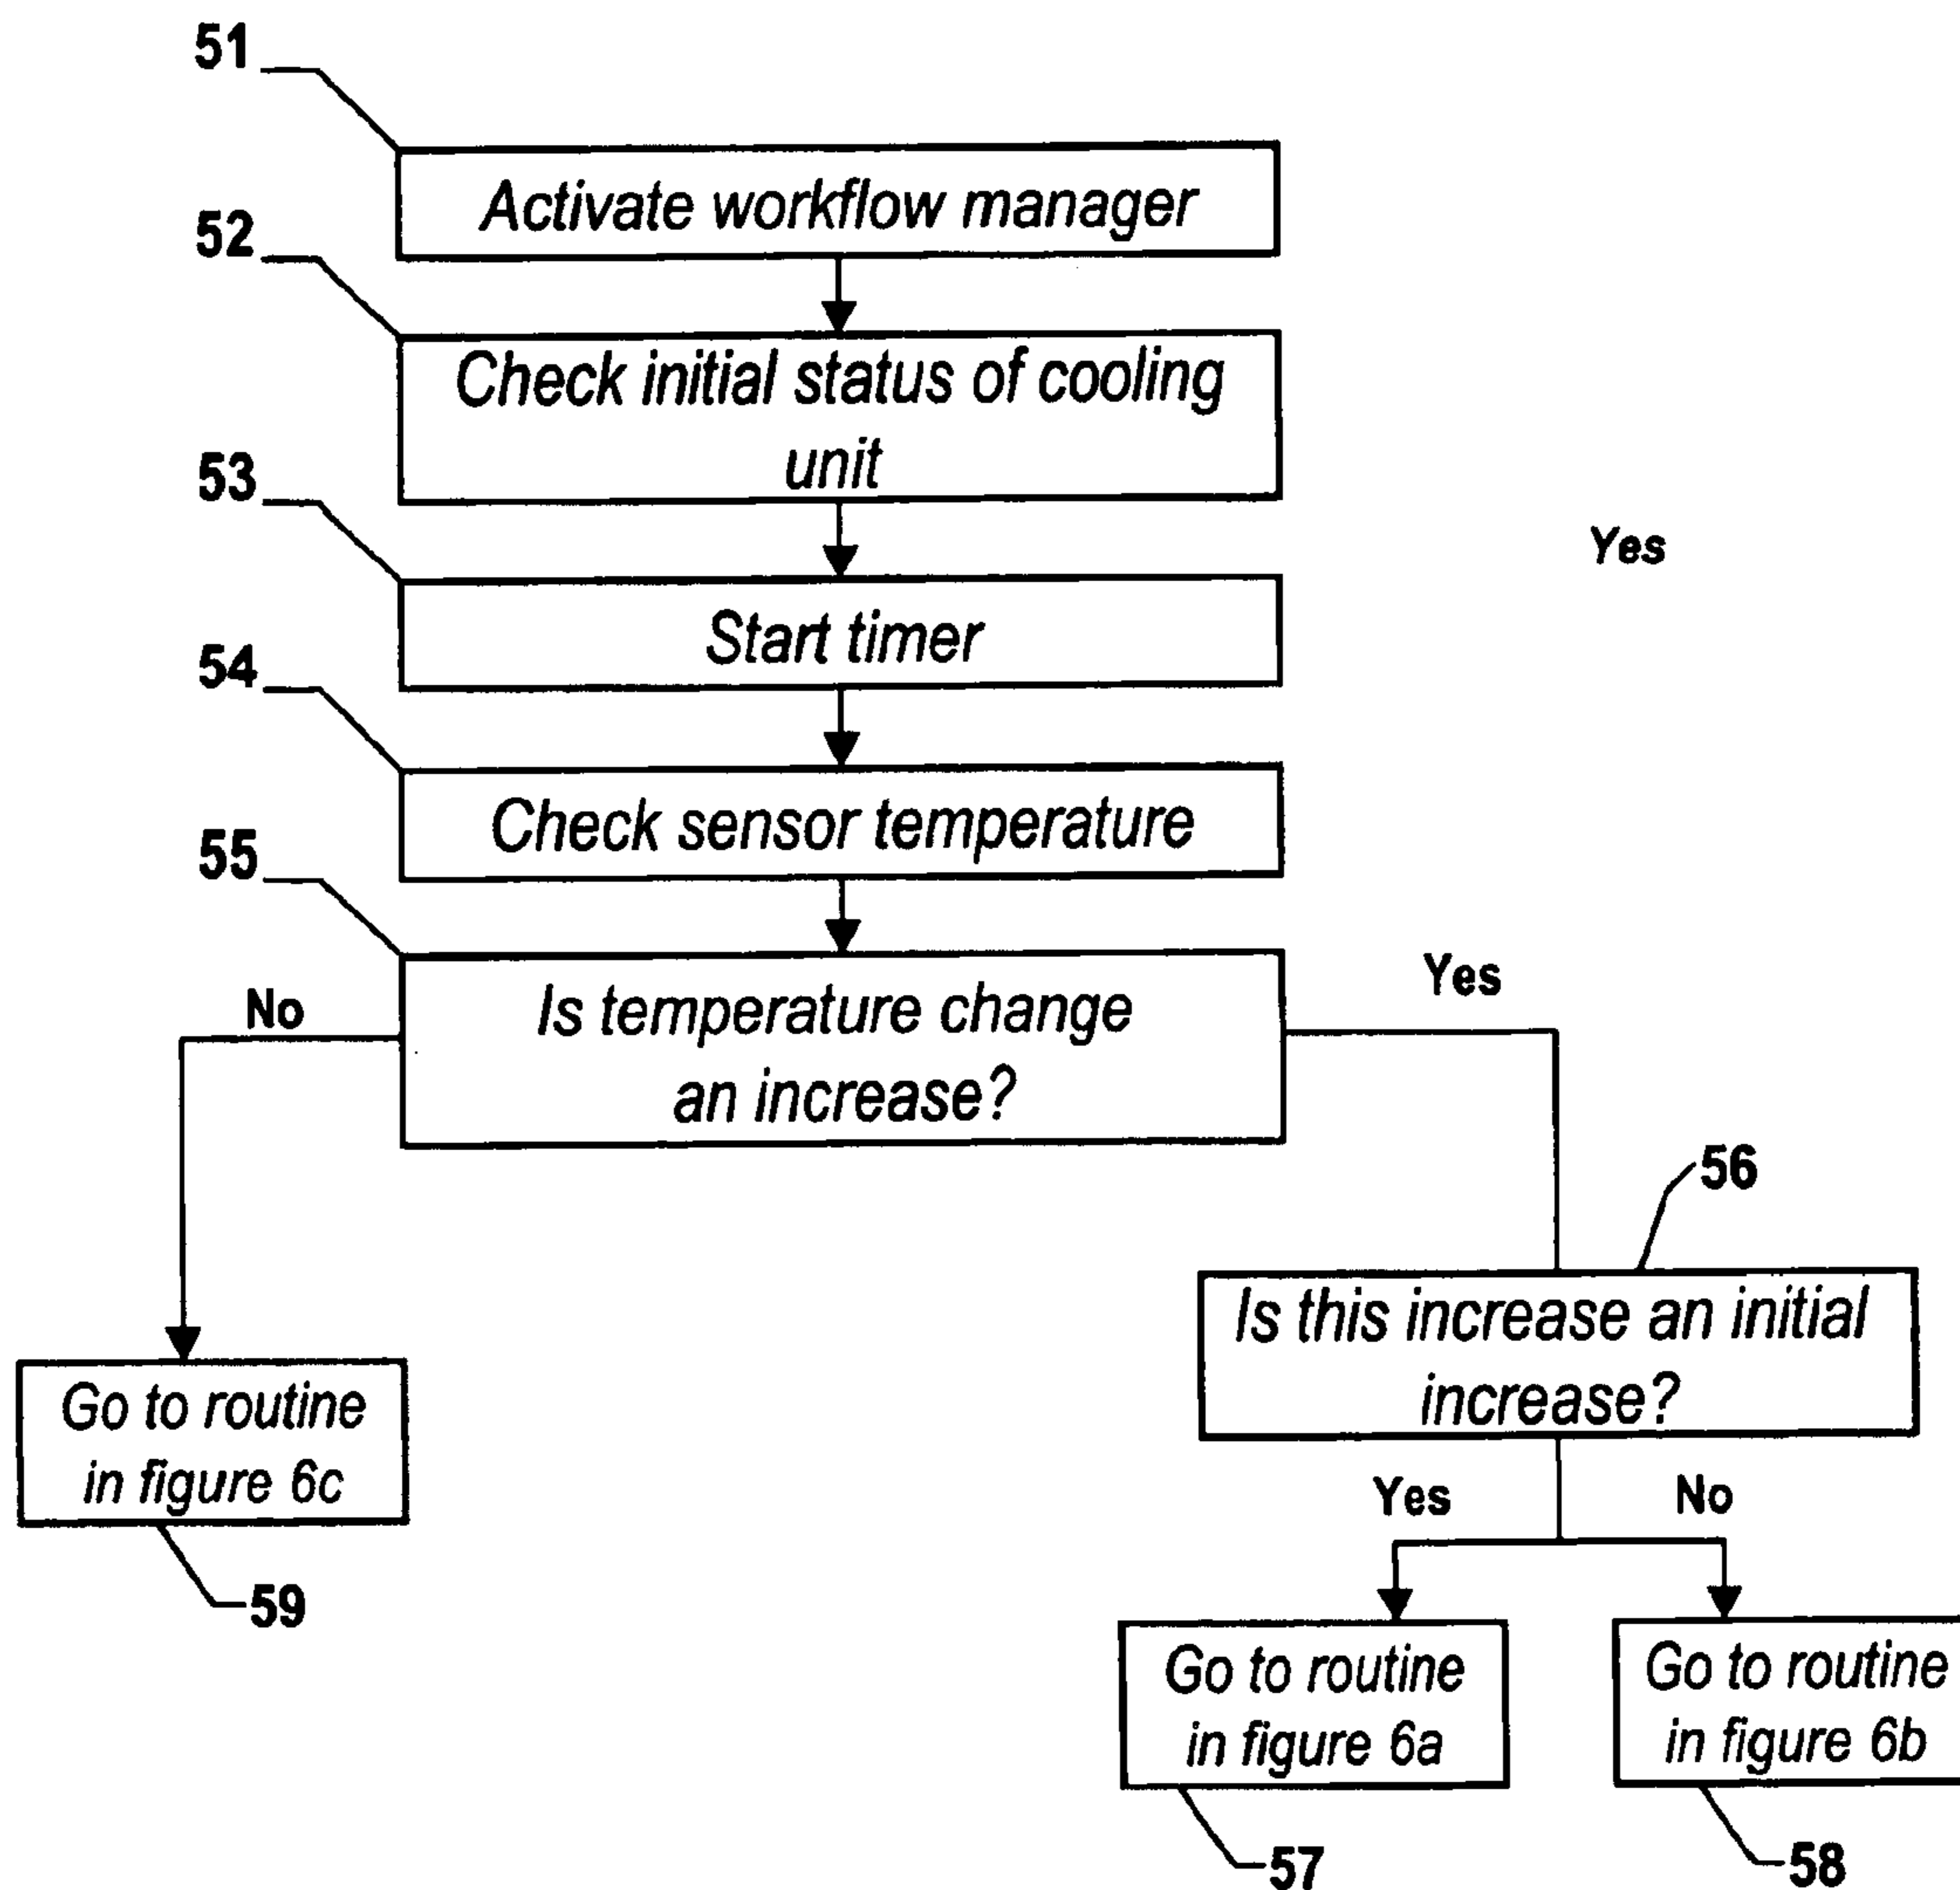 51
Activate workflow manager
52
Check initial status of cooling
unit
53
Yes
Start timer
54
Check sensor temperature
55
Is temperature change
an increase?
No
Yes
56
Is this increase an initial
increase?
Go to routine
in figure 6c
Yes
No
59
Go to routine
in figure 6a
Go to routine
in figure 6b
57
58